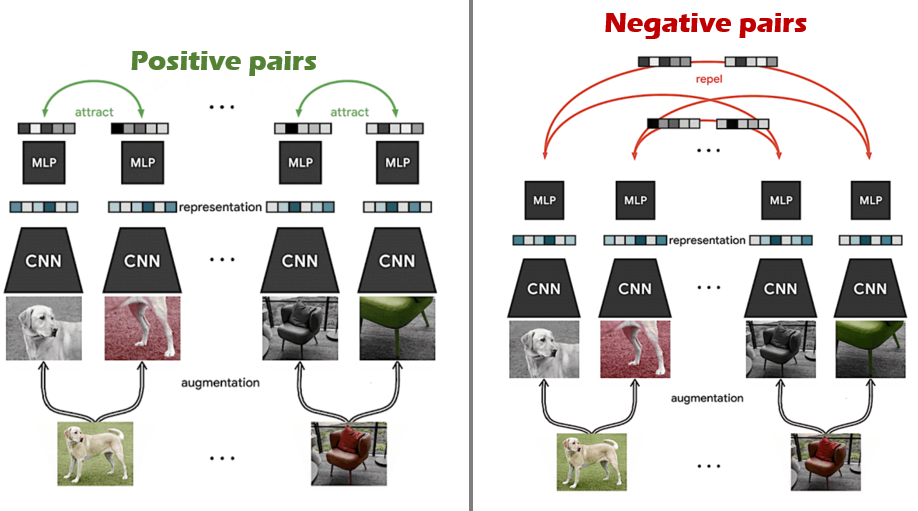 Positive pairs
attract
...
attract
MLP
MLP
MLP
MLP
representation
CNN
CNN
...
CNN
CNN
augmentation
...
Negative pairs
repel
...
MLP
MLP
MLP
MLP
representation
CNN
CNN
...
CNN
CNN
augmentation
...